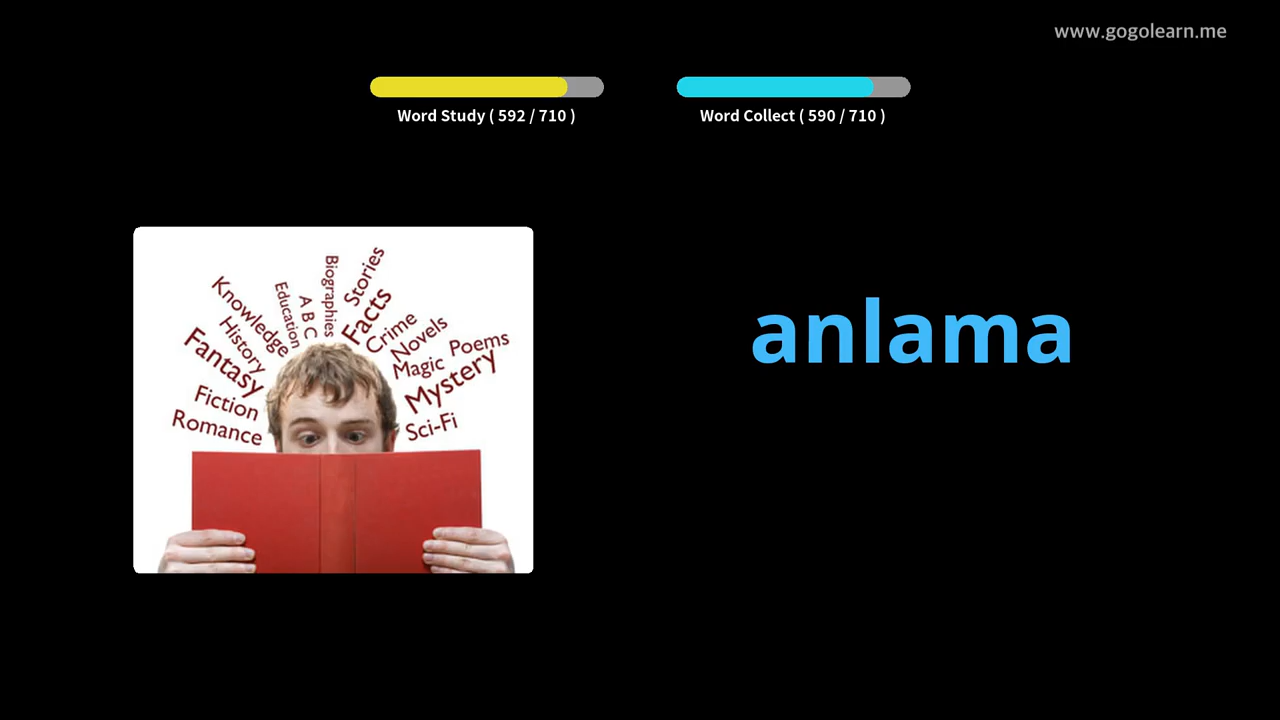 www.gogolearn.me
Word Study ( 592 / 710 )
Word Collect ( 590 / 710 )
Biographies
Stories
Education
A B C
Facts
Knowledge
Crime
History
Novels
Fantasy
Magic
Poems
Mystery
Fiction
Romance
Sci-Fi
anlama